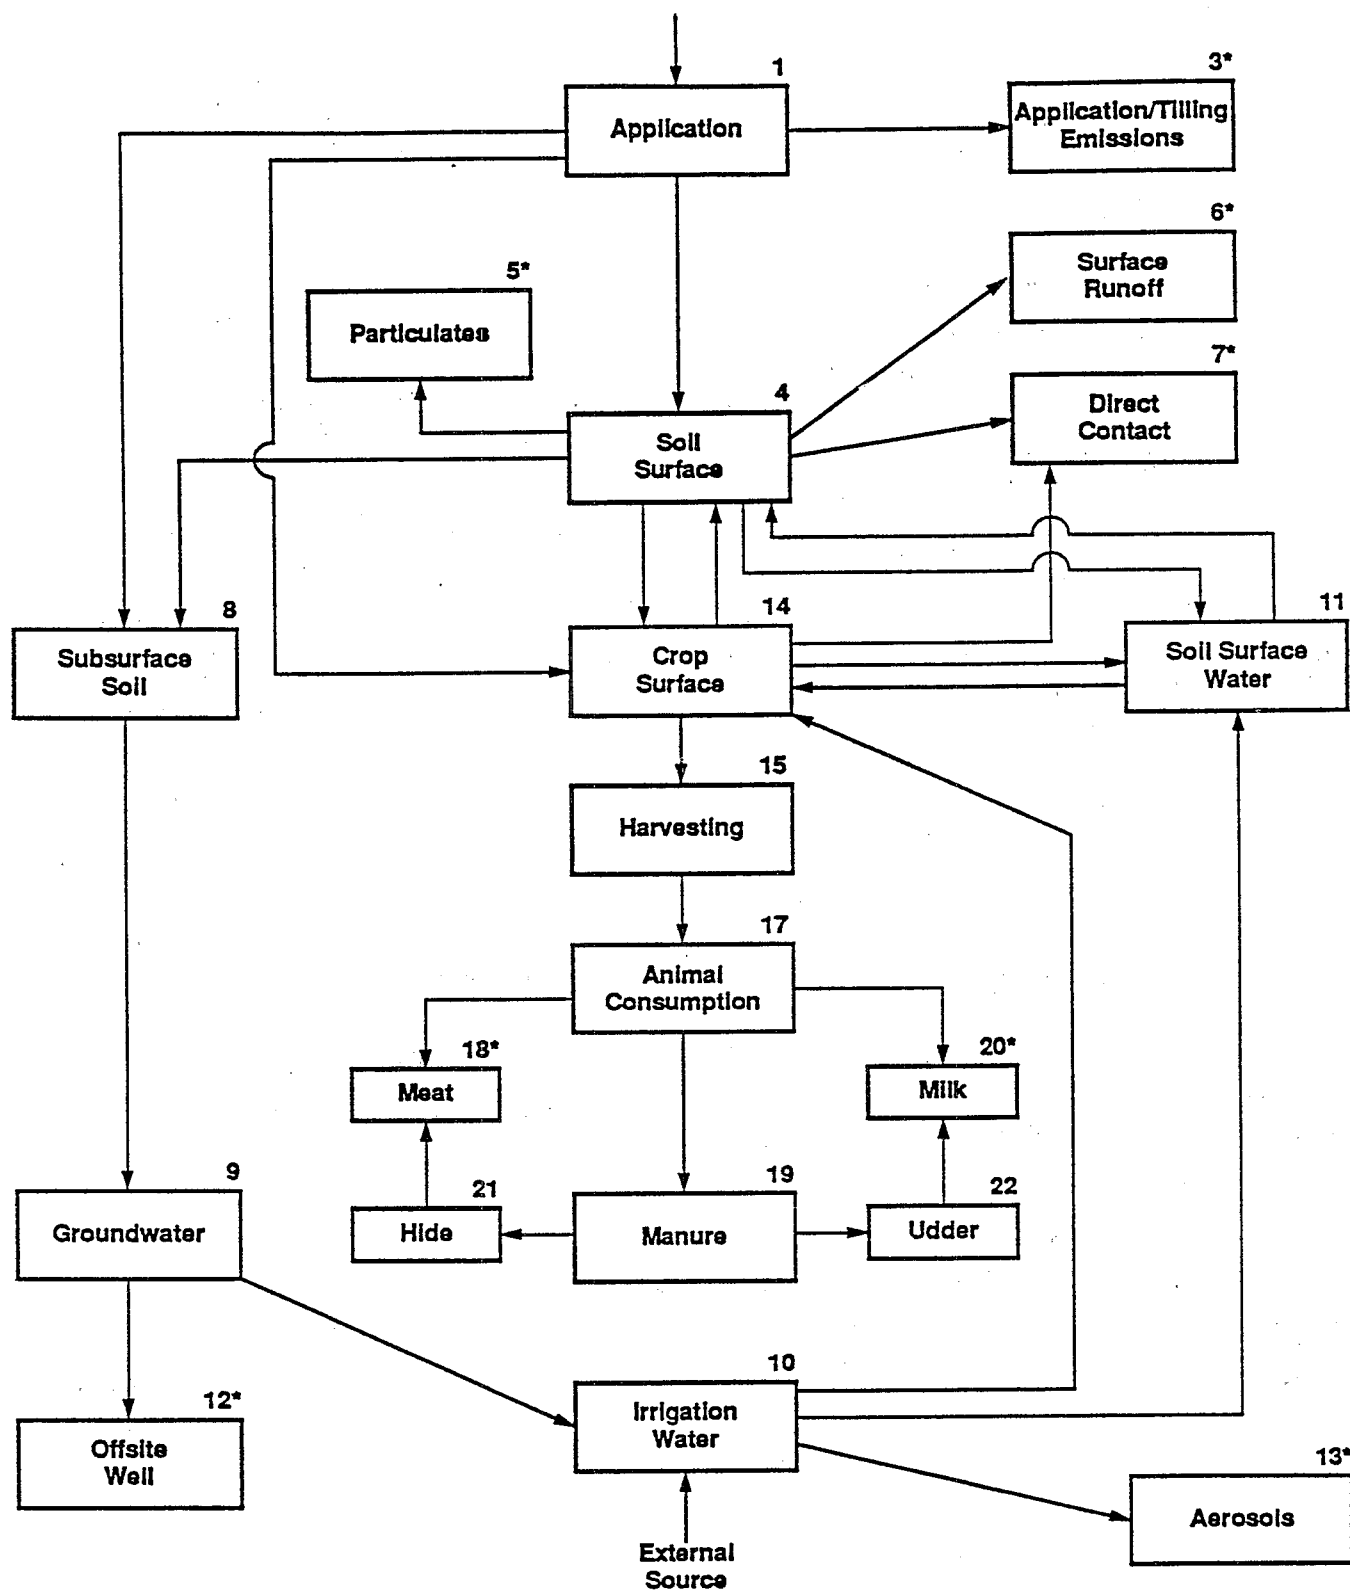 1
Application
3*
Application/Tilling
Emissions
6*
Surface
Runoff
5*
Particulates
7*
Direct
Contact
4
Soil
Surface
8
Subsurface
Soil
14
Crop
Surface
11
Soil Surface
Water
15
Harvesting
17
Animal
Consumption
18*
Meat
20*
Milk
9
Groundwater
21
Hide
19
Manure
22
Udder
12*
Offsite
Well
10
Irrigation
Water
13*
Aerosols
External
Source